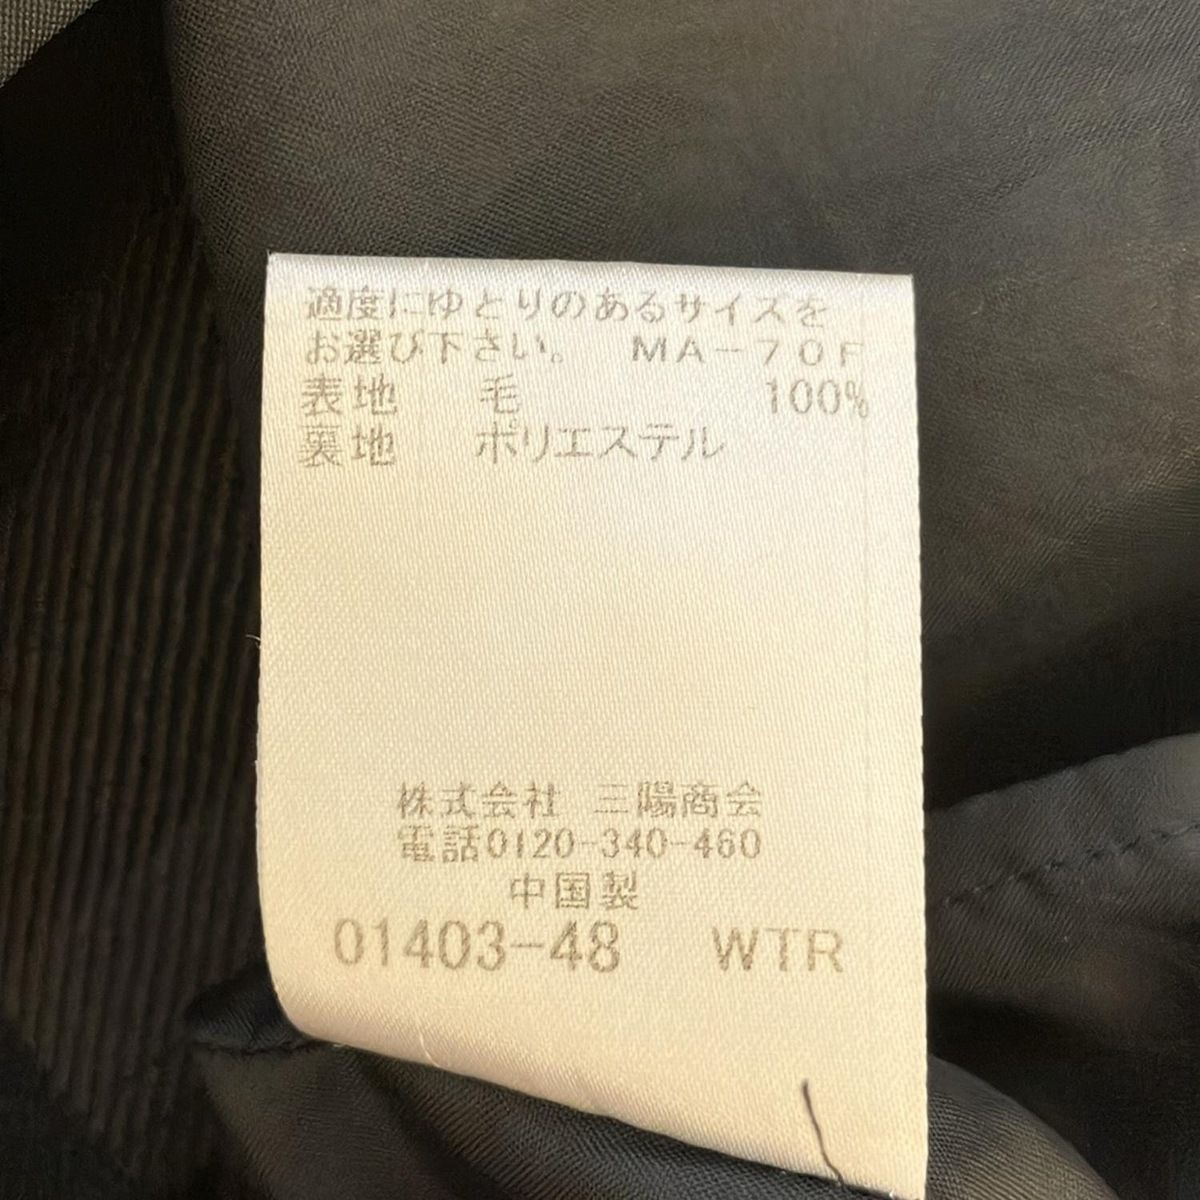 適度にゆとりのあるサイズを
お選び下さい。 MA-70F
表地 毛 100%
裏地 ポリエステル
株式会社 三陽商会
電話0120-340-460
中国製
01403-48 WTR